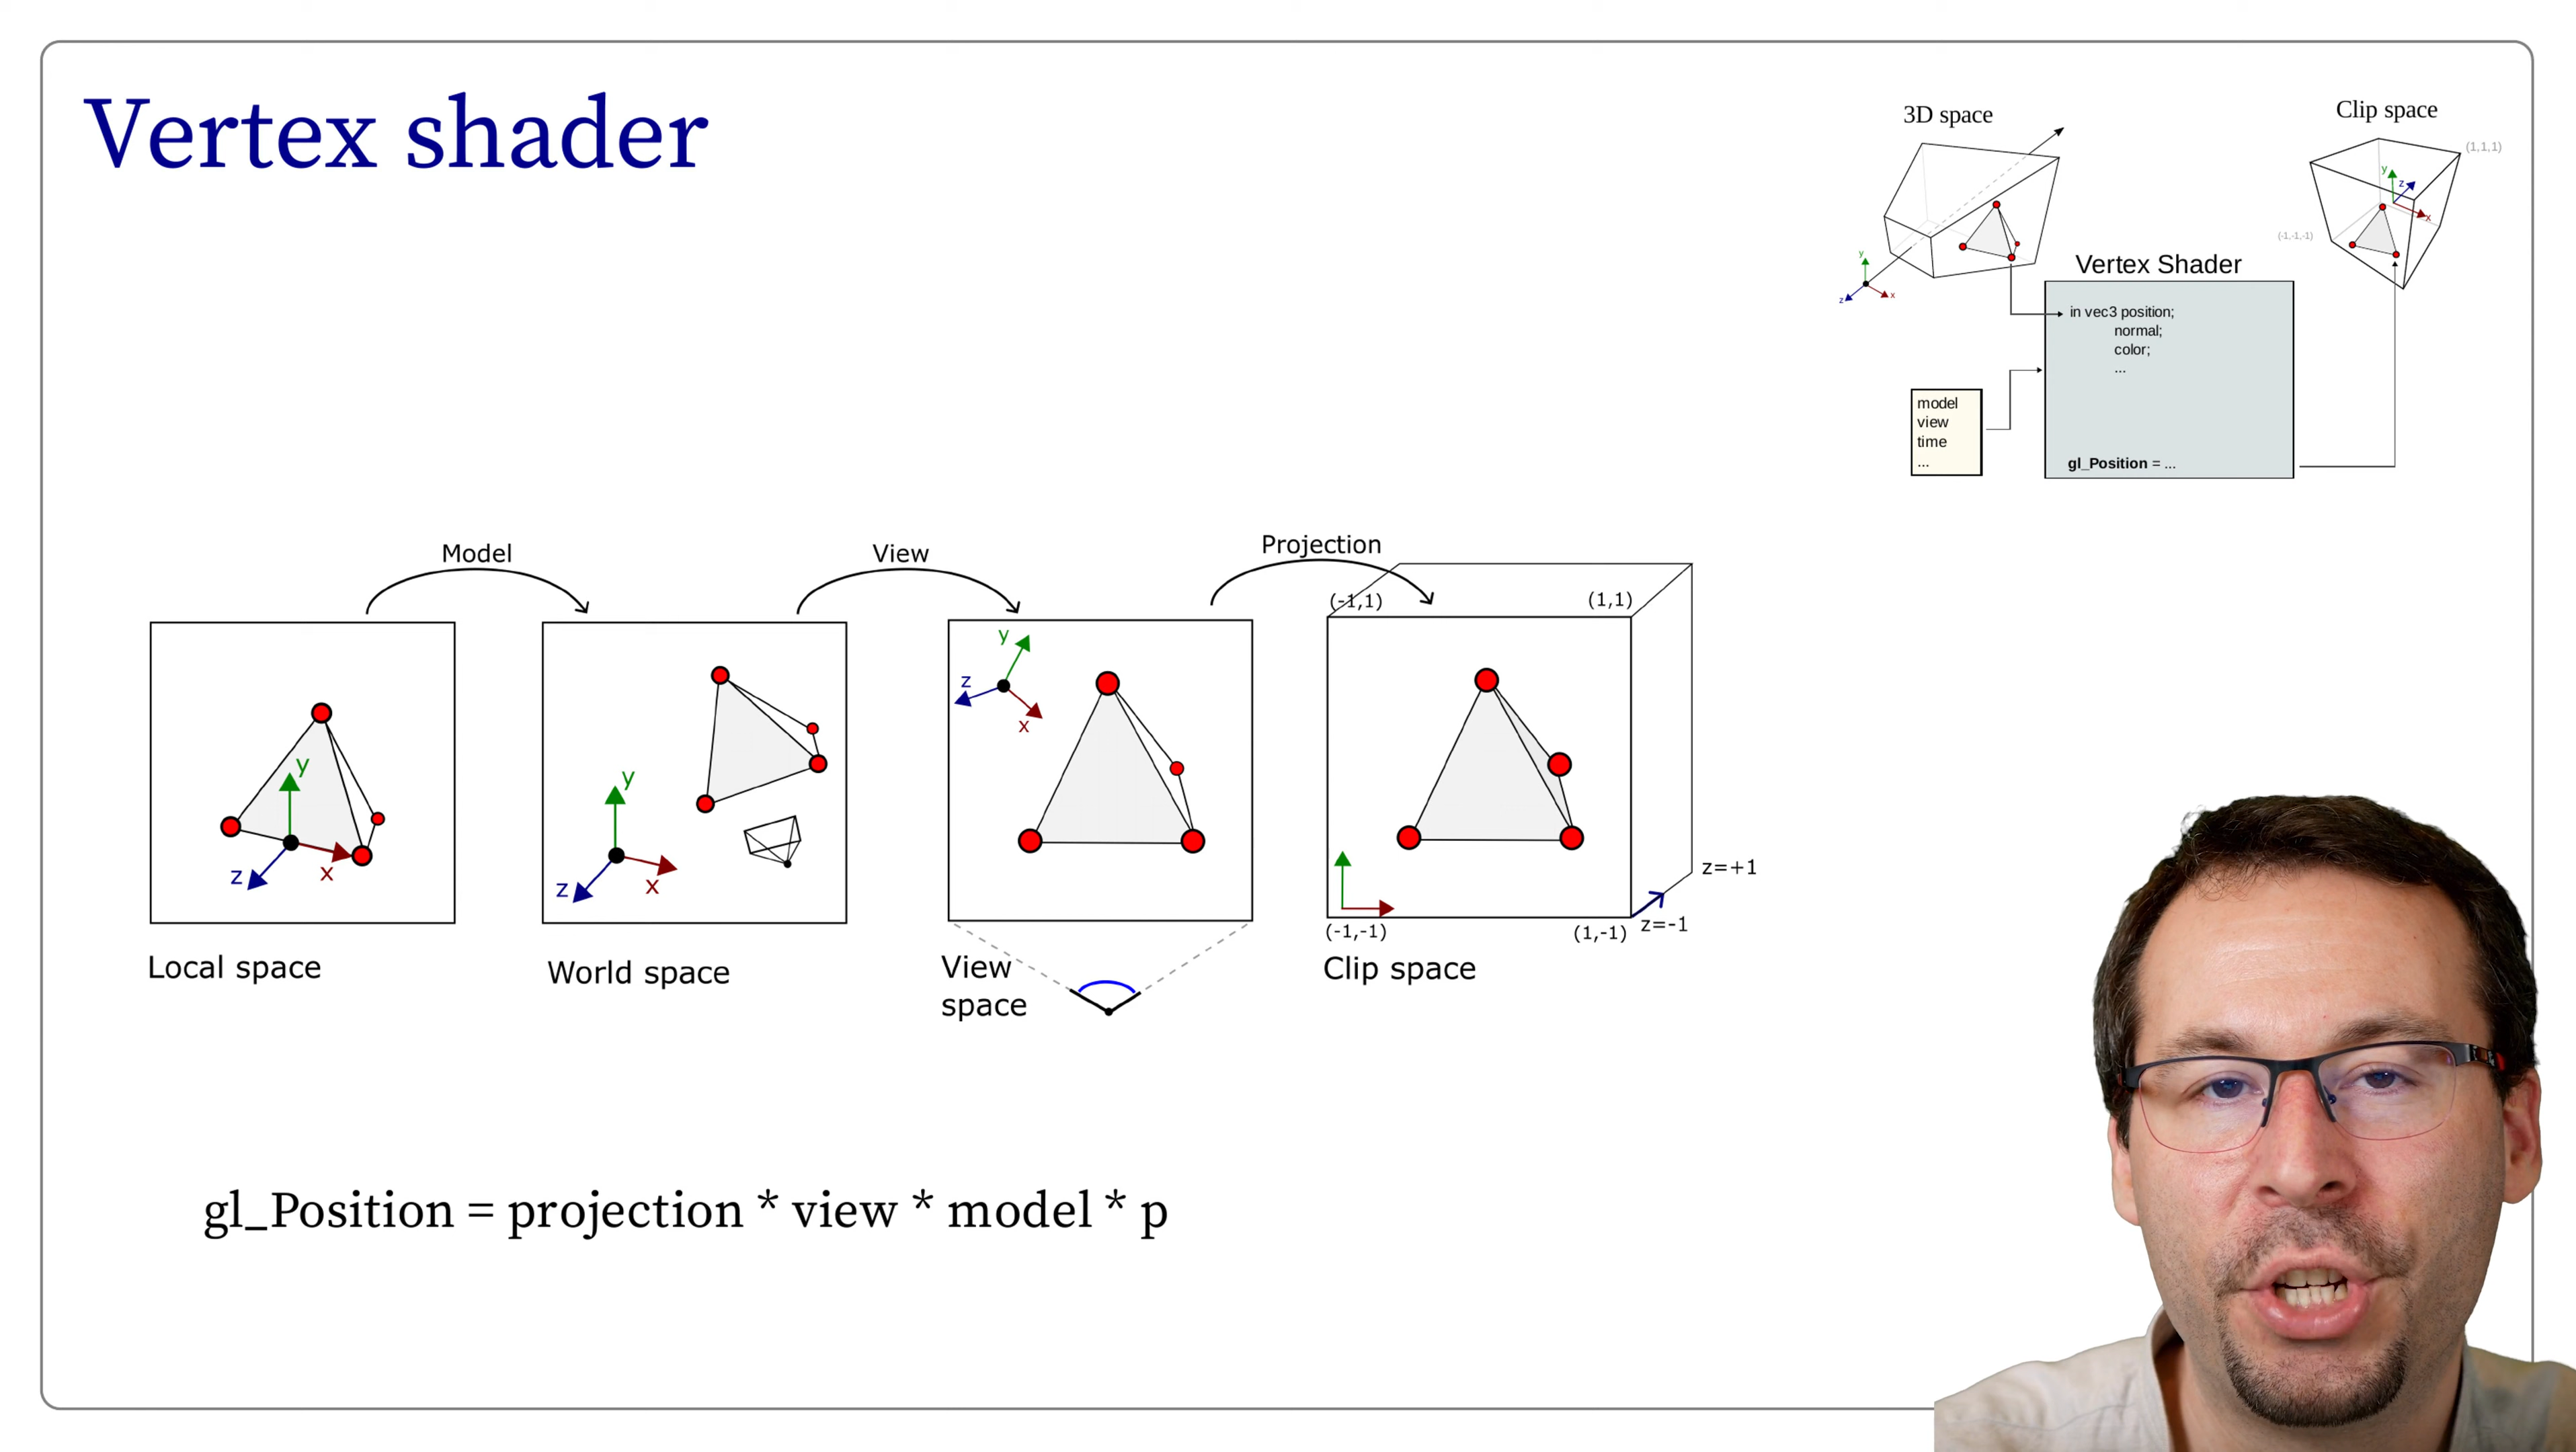 Vertex shader
3D space
Clip space
(1,1,1)
y
z
x
(-1,-1,-1)
y
z
x
Vertex Shader
in vec3 position;
normal;
color;
...
model
view
time
...
gl_Position = ...
Model
View
Projection
(-1,1)
(1,1)
y
z
x
y
z
x
y
z
x
z=+1
z=-1
(-1,-1)
(1,-1)
Local space
World space
View
space
Clip space
gl_Position = projection * view * model * p